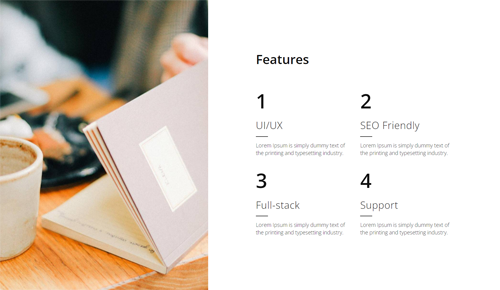 Features
1
2
UI/UX
SEO Friendly
Lorem Ipsum is simply dummy text of
the printing and typesetting industry.
Lorem Ipsum is simply dummy text of
the printing and typesetting industry.
3
4
Full-stack
Support
Lorem Ipsum is simply dummy text of
the printing and typesetting industry.
Lorem Ipsum is simply dummy text of
the printing and typesetting industry.